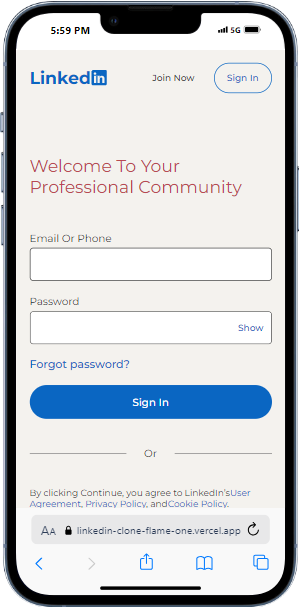 5:59 PM 5G
Linkedin Join Now Sign In
Welcome To Your
Professional Community
Email Or Phone
Password
Show
Forgot password?
Sign In
Or
By clicking Continue, you agree to LinkedIn'sUser
Agreement, Privacy Policy, andCookie Policy.
AA linkedin-clone-flame-one.vercel.app